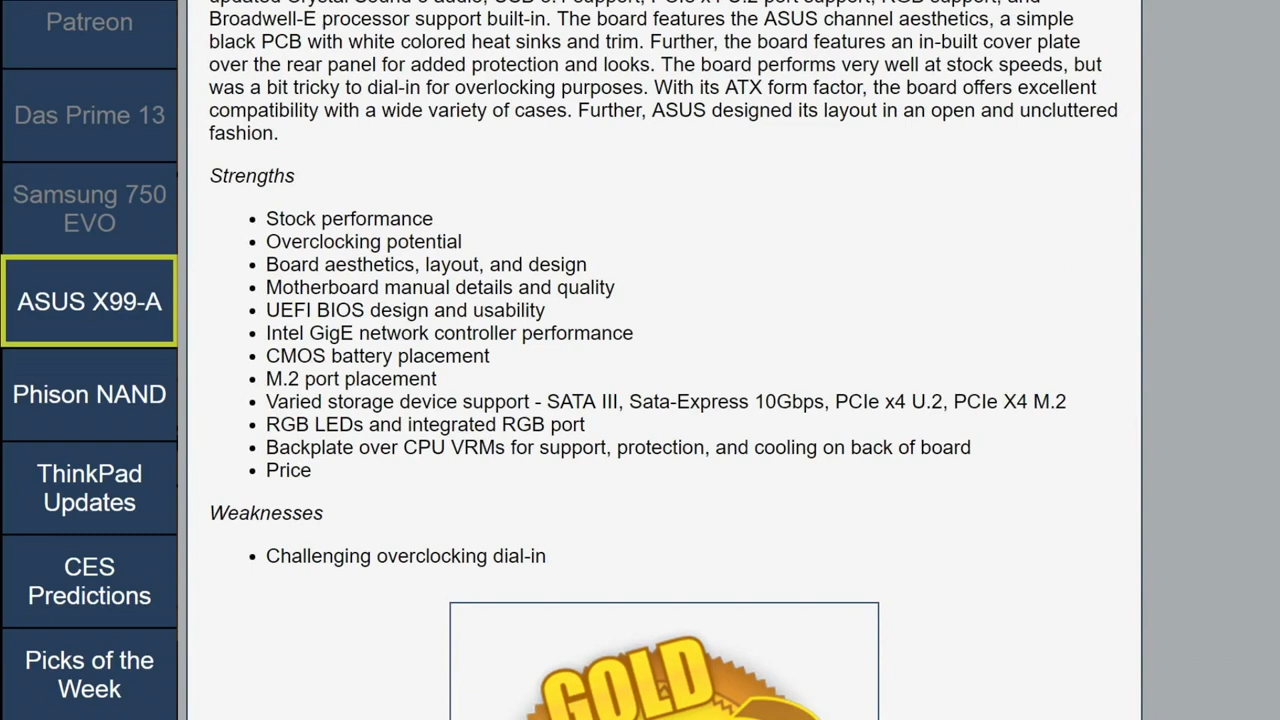 Patreon
Das Prime 13
Samsung 750
EVO
ASUS X99-A
Phison NAND
ThinkPad
Updates
CES
Predictions
Picks of the
Week
Broadwell-E processor support built-in. The board features the ASUS channel aesthetics, a simple
black PCB with white colored heat sinks and trim. Further, the board features an in-built cover plate
over the rear panel for added protection and looks. The board performs very well at stock speeds, but
was a bit tricky to dial-in for overlocking purposes. With its ATX form factor, the board offers excellent
compatibility with a wide variety of cases. Further, ASUS designed its layout in an open and uncluttered
fashion.
Strengths
• Stock performance
• Overclocking potential
• Board aesthetics, layout, and design
• Motherboard manual details and quality
• UEFI BIOS design and usability
• Intel GigE network controller performance
• CMOS battery placement
• M.2 port placement
• Varied storage device support - SATA III, Sata-Express 10Gbps, PCIe x4 U.2, PCIe X4 M.2
• RGB LEDs and integrated RGB port
• Backplate over CPU VRMs for support, protection, and cooling on back of board
• Price
Weaknesses
• Challenging overclocking dial-in
GOLD